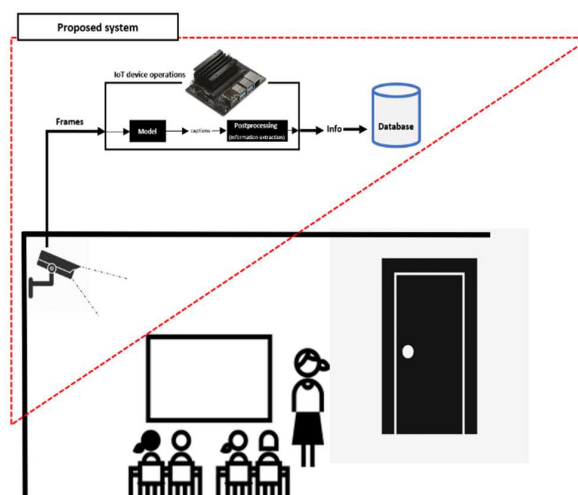 Proposed system
IoT device operations
Frames
Model
captions
Postprocessing
(information extraction)
Info
Database